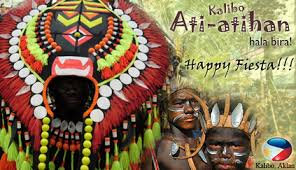 Kalibo
Ati-atihan
hala bira!
Happy Fiesta!!!
Kalibo, Aklan